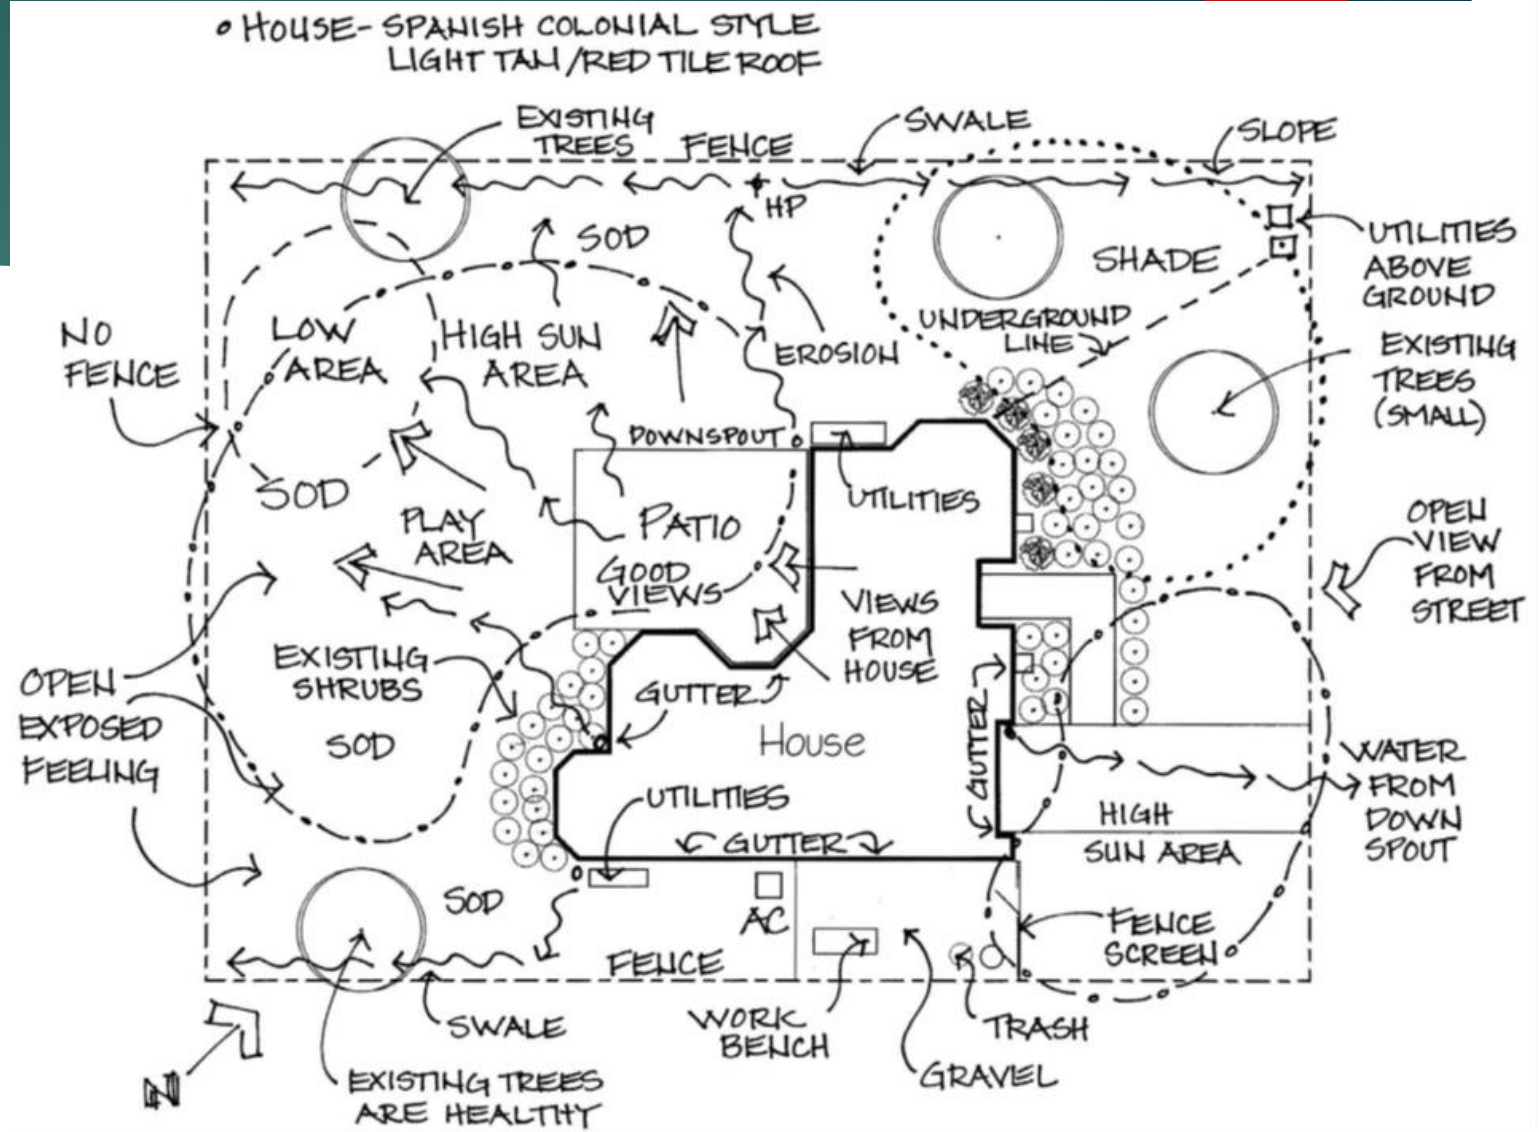 • HOUSE- SPANISH COLONIAL STYLE
LIGHT TAN/RED TILE ROOF
EXISTING
TREES
FENCE
SWALE
SLOPE
HP
SOD
SHADE
UTILITIES
ABOVE
GROUND
NO
FENCE
LOW
AREA
HIGH SUN
AREA
EROSION
UNDERGROUND
LINE
EXISTING
TREES
(SMALL)
DOWNSPOUT
SOD
PLAY
AREA
PATIO
UTILITIES
GOOD
VIEWS
VIEWS
FROM
HOUSE
OPEN
VIEW
FROM
STREET
OPEN
EXPOSED
FEELING
EXISTING
SHRUBS
GUTTER
SOD
House
GUTTER
WATER
FROM
DOWN
SPOUT
UTILITIES
GUTTER
HIGH
SUN AREA
SOD
AC
FENCE
FENCE
SCREEN
SWALE
WORK
BENCH
TRASH
GRAVEL
N
EXISTING TREES
ARE HEALTHY